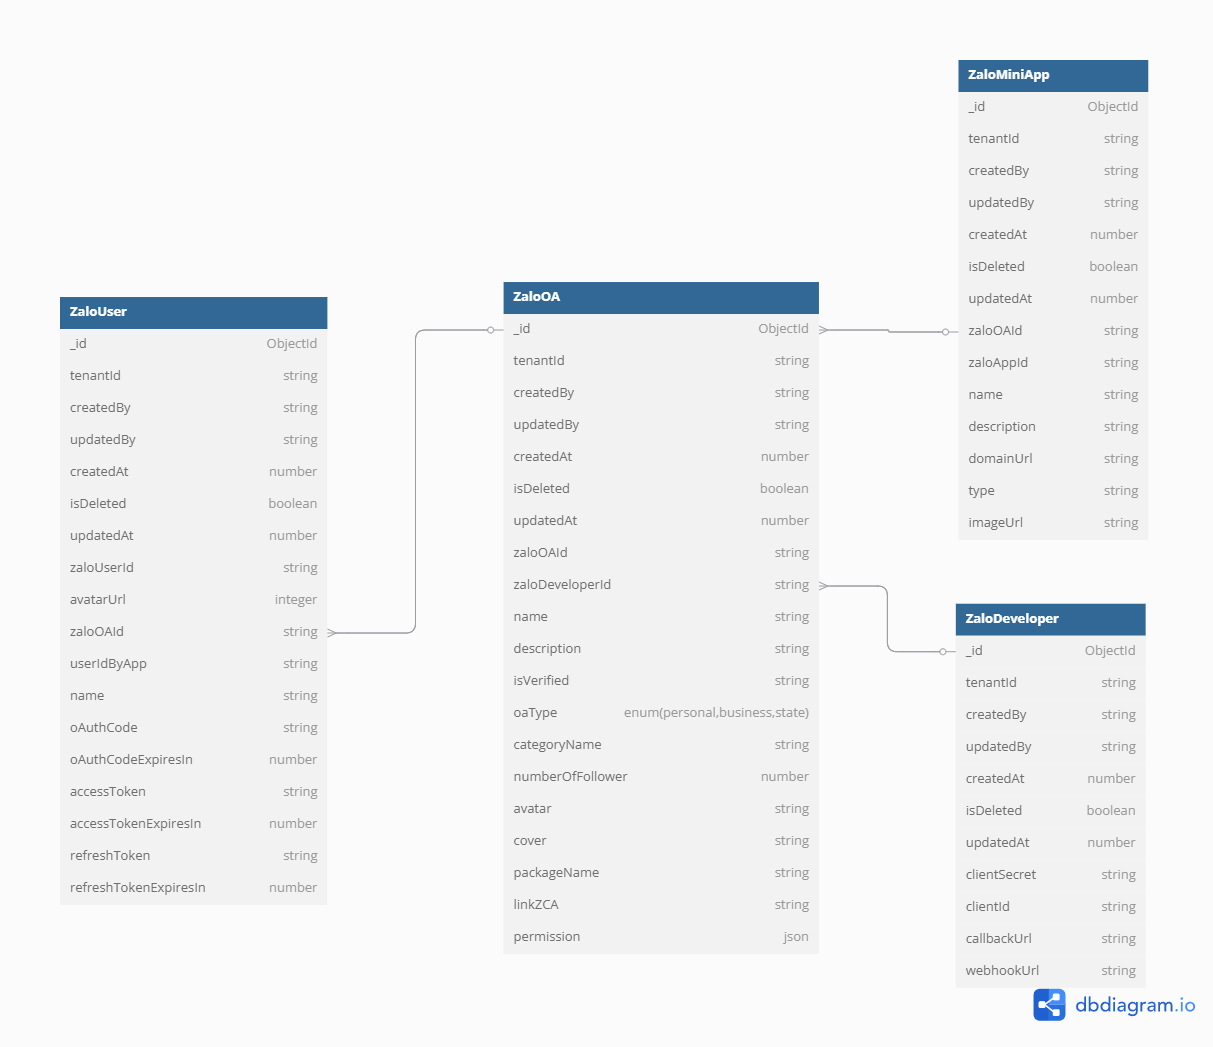 ZaloUser
_id ObjectId
tenantId string
createdBy string
updatedBy string
createdAt number
isDeleted boolean
updatedAt number
zaloUserId string
avatarUrl integer
zaloOAId string
userIdByApp string
name string
oAuthCode string
oAuthCodeExpiresIn number
accessToken string
accessTokenExpiresIn number
refreshToken string
refreshTokenExpiresIn number
ZaloOA
_id ObjectId
tenantId string
createdBy string
updatedBy string
createdAt number
isDeleted boolean
updatedAt number
zaloOAId string
zaloDeveloperId string
name string
description string
isVerified string
oaType enum(personal,business,state)
categoryName string
numberOfFollower number
avatar string
cover string
packageName string
linkZCA string
permission json
ZaloMiniApp
_id ObjectId
tenantId string
createdBy string
updatedBy string
createdAt number
isDeleted boolean
updatedAt number
zaloOAId string
zaloAppId string
name string
description string
domainUrl string
type string
imageUrl string
ZaloDeveloper
_id ObjectId
tenantId string
createdBy string
updatedBy string
createdAt number
isDeleted boolean
updatedAt number
clientSecret string
clientId string
callbackUrl string
webhookUrl string
dbdiagram.io